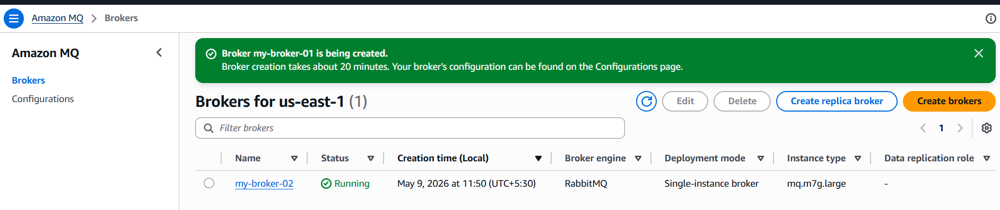 Amazon MQ > Brokers
Amazon MQ
Brokers
Configurations
Broker my-broker-01 is being created.
Broker creation takes about 20 minutes. Your broker's configuration can be found on the Configurations page.
Brokers for us-east-1 (1)
Edit
Delete
Create replica broker
Create brokers
Filter brokers
1
Name Status Creation time (Local) Broker engine Deployment mode Instance type Data replication role
my-broker-02 Running May 9, 2026 at 11:50 (UTC+5:30) RabbitMQ Single-instance broker mq.m7g.large -